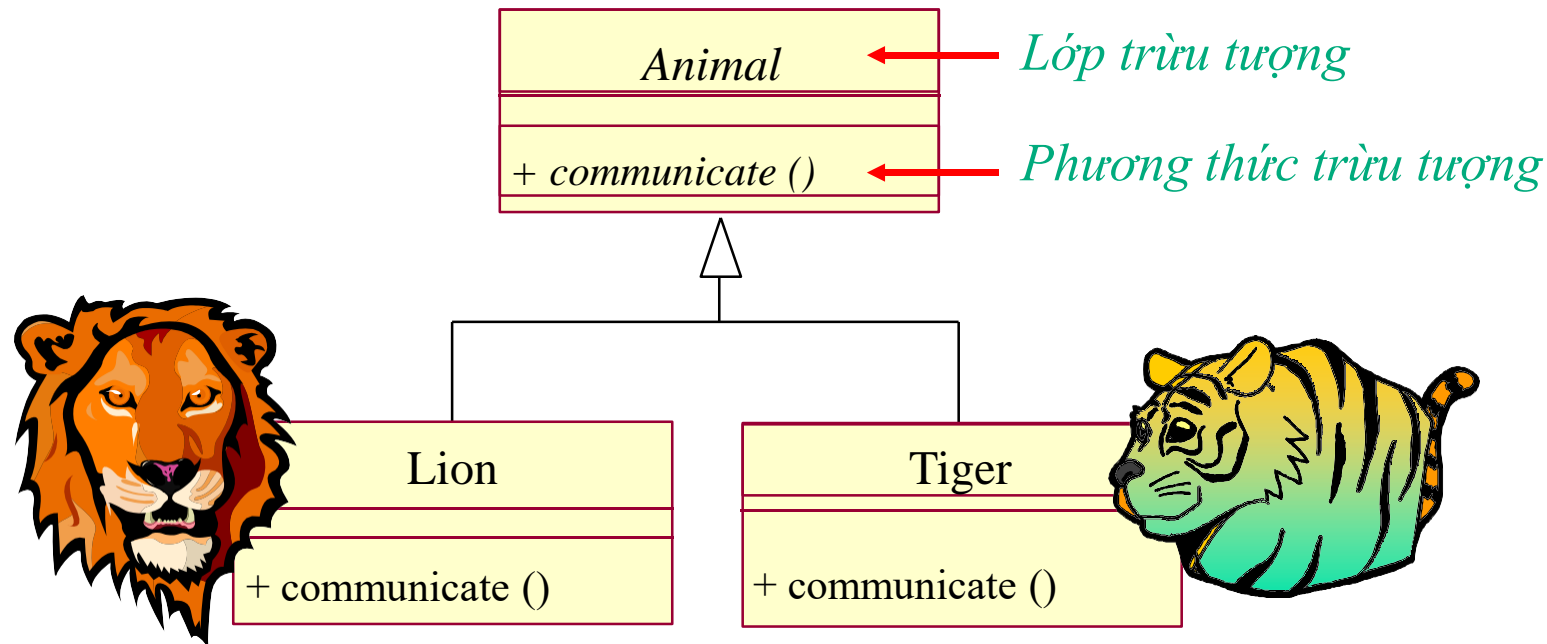 Animal
Lớp trừu tượng
+ communicate ()
Phương thức trừu tượng
Lion
Tiger
+ communicate ()
+ communicate ()